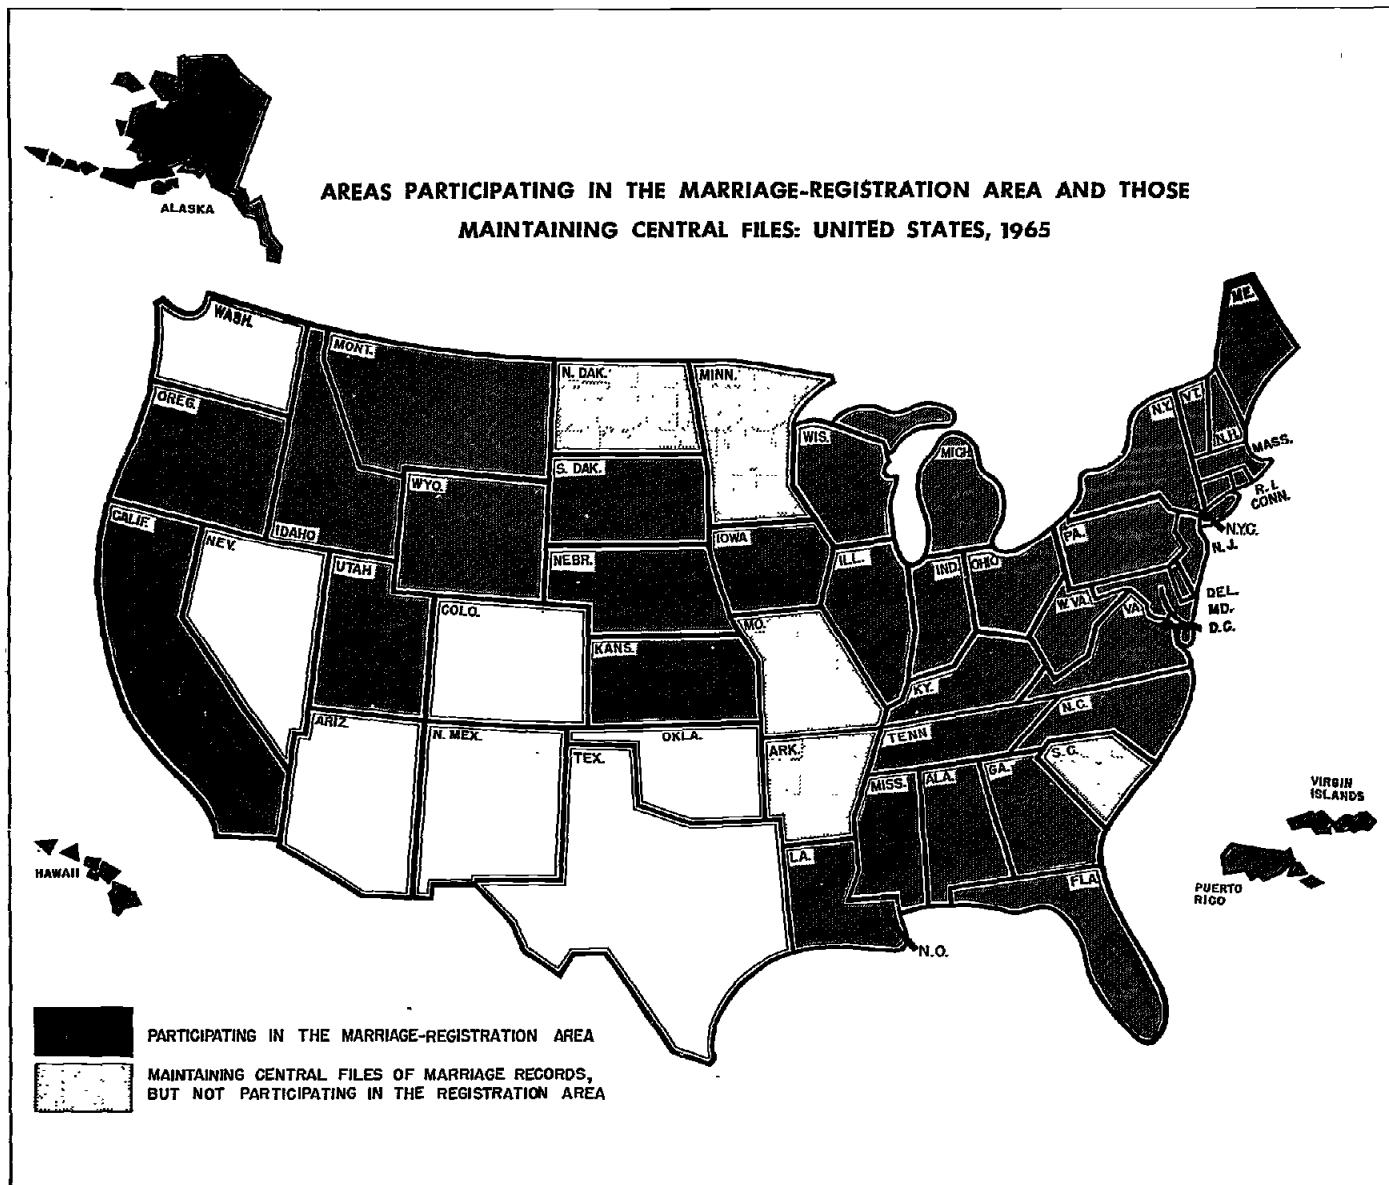 ALASKA
AREAS PARTICIPATING IN THE MARRIAGE-REGISTRATION AREA AND THOSE
MAINTAINING CENTRAL FILES: UNITED STATES, 1965
WASH.
MONT.
N. DAK.
MINN.
ME.
OREG.
WIS.
MICH.
N.Y.
VT.
N.H.
MASS.
S. DAK.
WYO.
R.I.
CONN.
CALIF.
IDAHO
NEV.
UTAH
IOWA
NEBR.
ILL.
IND.
OHIO
PA.
N.Y.C.
N.J.
COLO.
MO.
W.VA.
VA.
DEL.
MD.
D.C.
KANS.
KY.
N.C.
ARIZ.
N. MEX.
OKLA.
TEX.
ARK.
TENN
S.C.
MISS.
ALA.
GA.
LA.
FLA.
N.O.
HAWAII
VIRGIN
ISLANDS
PUERTO
RICO
PARTICIPATING IN THE MARRIAGE-REGISTRATION AREA
MAINTAINING CENTRAL FILES OF MARRIAGE RECORDS,
BUT NOT PARTICIPATING IN THE REGISTRATION AREA